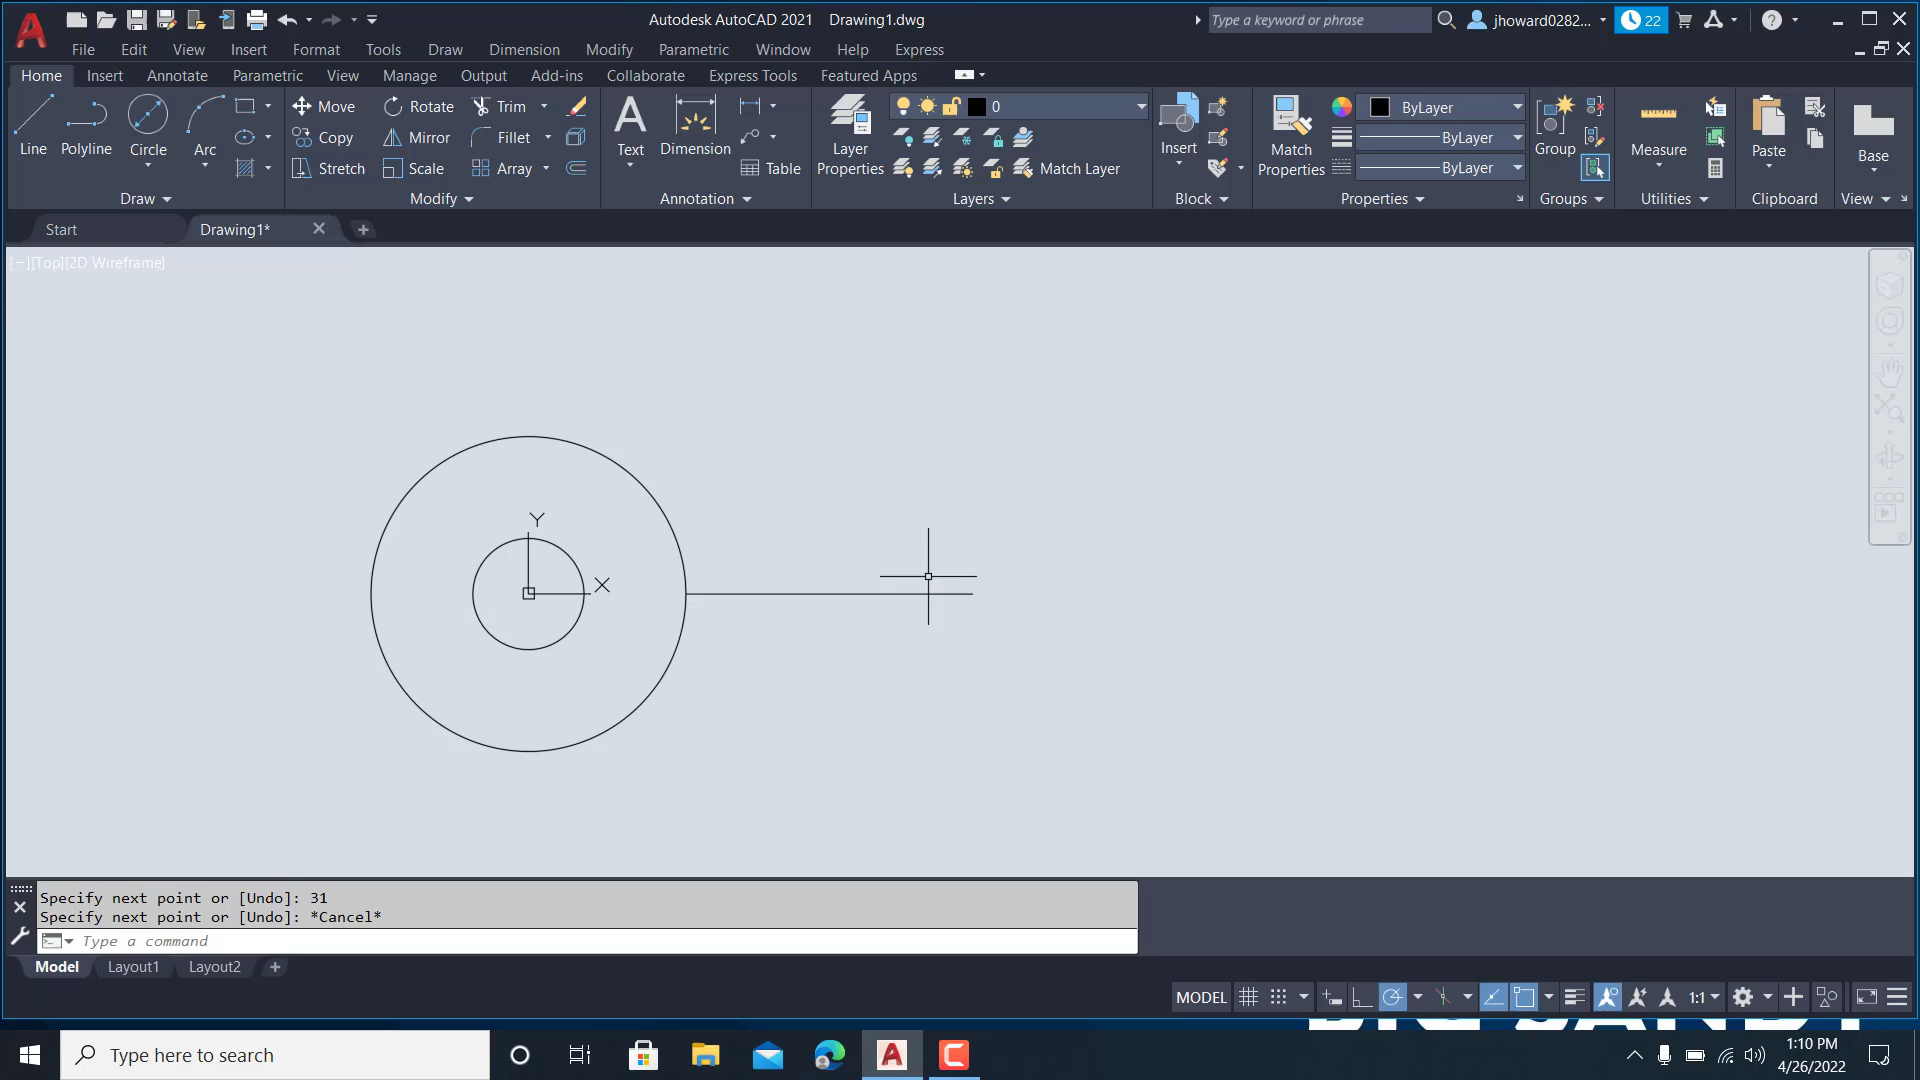 Autodesk AutoCAD 2021 Drawing1.dwg
Type a keyword or phrase
jhoward0282...
22
File Edit View Insert Format Tools Draw Dimension Modify Parametric Window Help Express
Home Insert Annotate Parametric View Manage Output Add-ins Collaborate Express Tools Featured Apps
Move Rotate Trim
0
ByLayer
Copy Mirror Fillet
ByLayer
Line Polyline Circle Arc
Text Dimension
Layer Properties
Insert
Match Properties
Group Measure Paste Base
Stretch Scale Array
Table
Match Layer
ByLayer
Draw Modify Annotation Layers Block Properties Groups Utilities Clipboard View
Start Drawing1*
[−][Top][2D Wireframe]
Y
X
Specify next point or [Undo]: 31
Specify next point or [Undo]: *Cancel*
Type a command
Model Layout1 Layout2
MODEL 1:1
Type here to search
1:10 PM
4/26/2022